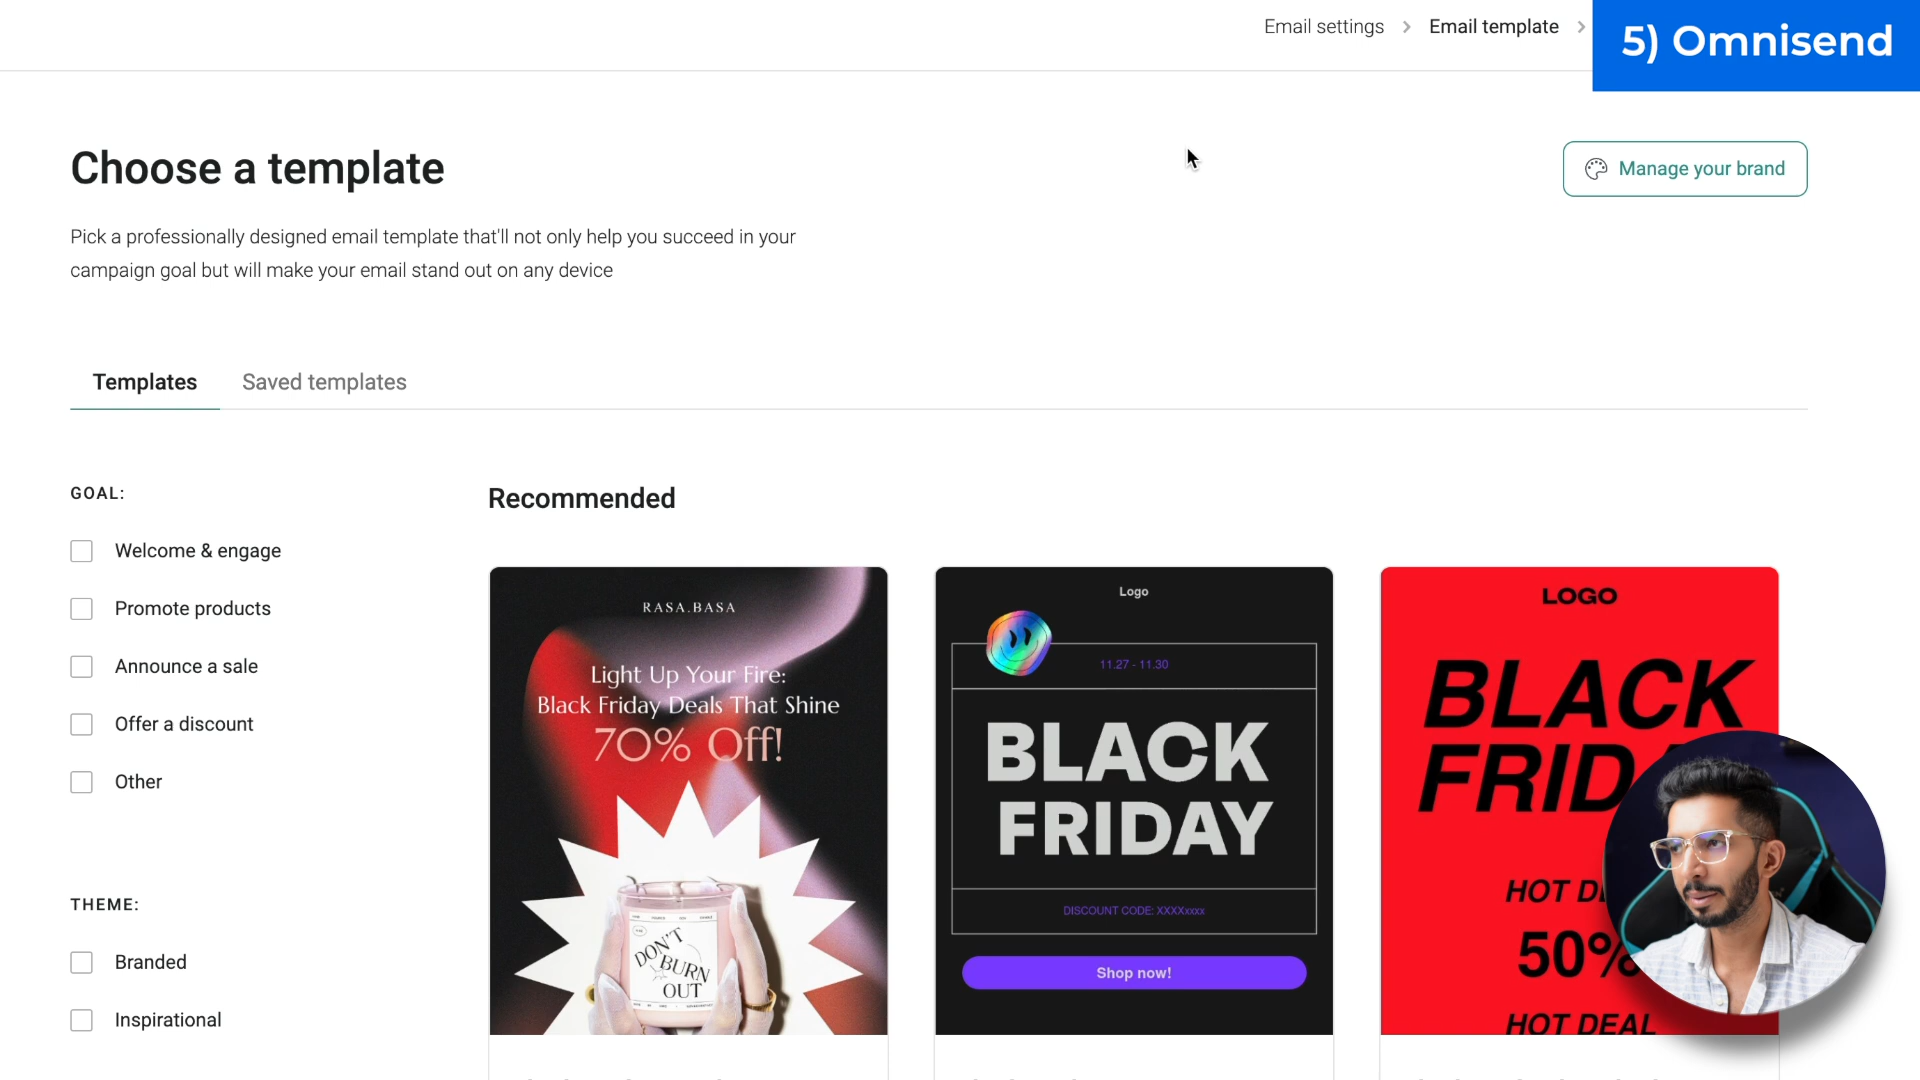 Email settings
Email template
5) Omnisend
Choose a template
Manage your brand
Pick a professionally designed email template that'll not only help you succeed in your
campaign goal but will make your email stand out on any device
Templates
Saved templates
GOAL:
Welcome & engage
Promote products
Announce a sale
Offer a discount
Other
THEME:
Branded
Inspirational
Recommended
RASA.BASA
Light Up Your Fire:
Black Friday Deals That Shine
70% Off!
DON'T
BURN
OUT
Logo
11.27 - 11.30
BLACK
FRIDAY
DISCOUNT CODE: XXXXxxxx
Shop now!
LOGO
BLACK
HOT
50%
HOT DEAL